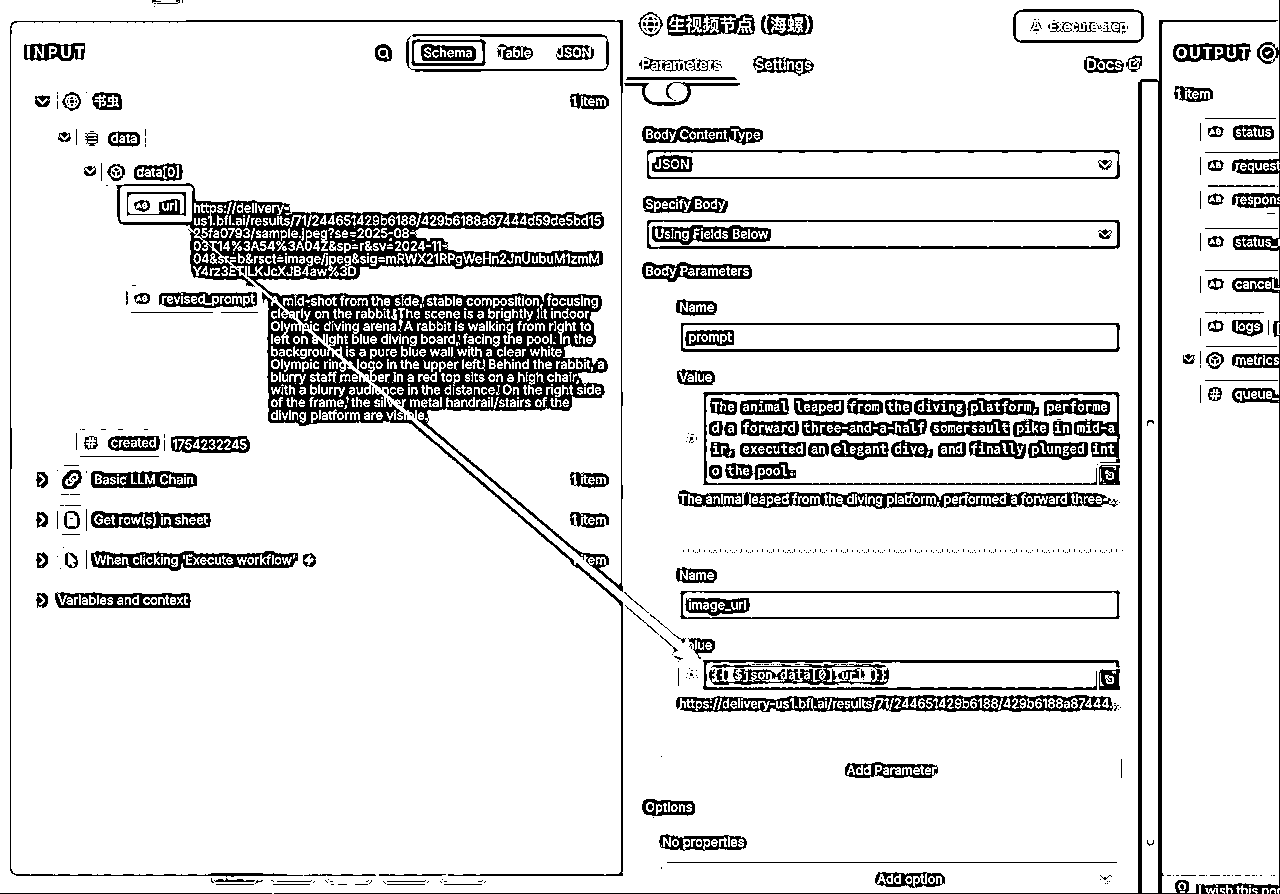 INPUT
Schema
Table
JSON
书虫
1 item
data
data[0]
url
https://delivery-
us1.bfl.ai/results/71/244651429b6188/429b6188a87444d59de5bd15
25fa0793/sample.jpeg?se=2025-08-
03T14%3A54%3A04Z&sp=r&sv=2024-11-
04&sr=b&rsct=image/jpeg&sig=mRWX21RPgWeHn2JnUubuM1zmM
Y4rz3ETlLKJcXJB4aw%3D
revised_prompt
A mid-shot from the side, stable composition, focusing
clearly on the rabbit. The scene is a brightly lit indoor
Olympic diving arena. A rabbit is walking from right to
left on a light blue diving board, facing the pool. In the
background is a pure blue wall with a clear white
Olympic rings logo in the upper left. Behind the rabbit, a
blurry staff member in a red top sits on a high chair,
with a blurry audience in the distance. On the right side
of the frame, the silver metal handrail/stairs of the
diving platform are visible.
created
1754232245
Basic LLM Chain
1 item
Get row(s) in sheet
1 item
When clicking 'Execute workflow'
item
Variables and context
生视频节点（海螺）
Execute step
Parameters
Settings
Docs
Body Content Type
JSON
Specify Body
Using Fields Below
Body Parameters
Name
prompt
Value
The animal leaped from the diving platform, performe
d a forward three-and-a-half somersault pike in mid-a
ir, executed an elegant dive, and finally plunged int
o the pool.
The animal leaped from the diving platform, performed a forward three-...
Name
image_url
Value
{{ $json.data[0].url }}
https://delivery-us1.bfl.ai/results/71/244651429b6188/429b6188a87444...
Add Parameter
Options
No properties
Add option
OUTPUT
1 item
status
request
respons
status_
cancel_
logs
metrics
queue_
I wish this no